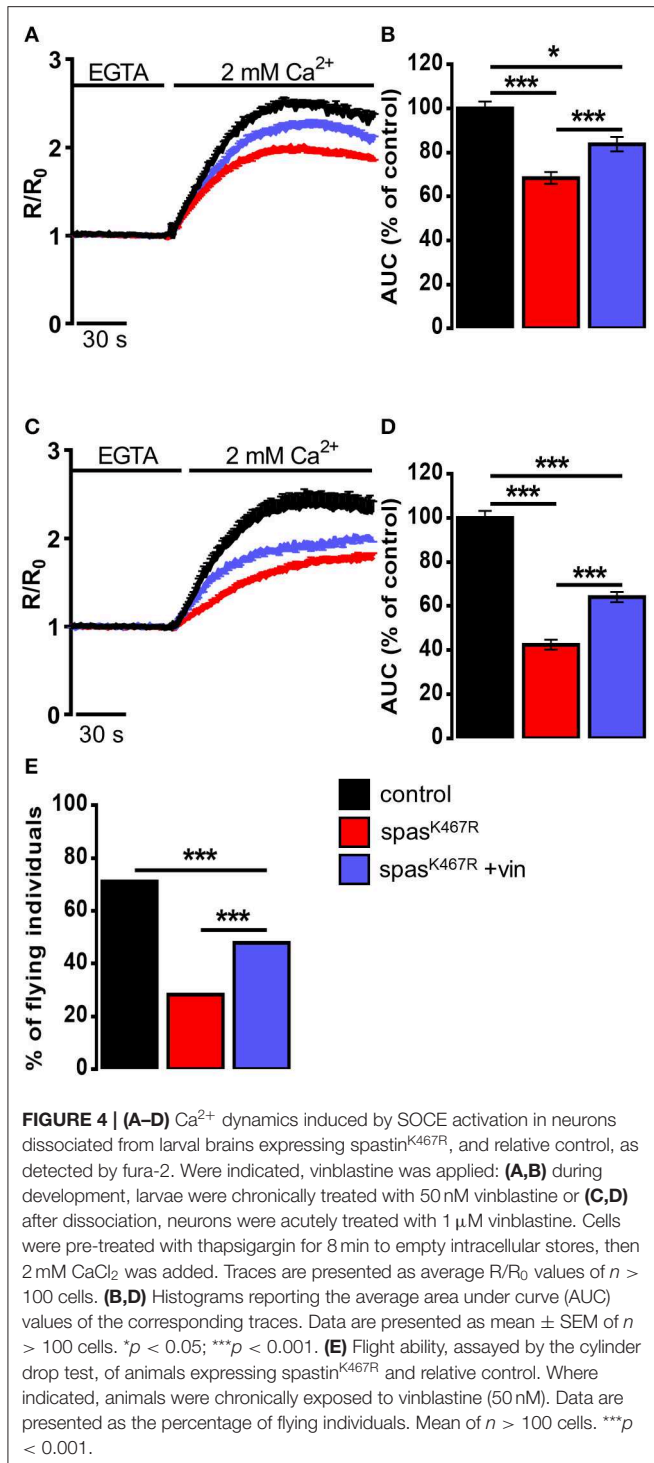 A
EGTA
2 mM Ca²⁺
3
2
1
0
R/R₀
30 s
B
120
100
80
60
40
20
0
AUC (% of control)
*
***
***
C
EGTA
2 mM Ca²⁺
3
2
1
0
R/R₀
30 s
D
120
100
80
60
40
20
0
AUC (% of control)
***
***
***
E
100
80
60
40
20
0
% of flying individuals
***
***
control
spasᴷ⁴⁶⁷ᴿ
spasᴷ⁴⁶⁷ᴿ +vin
FIGURE 4 | (A–D) Ca²⁺ dynamics induced by SOCE activation in neurons
dissociated from larval brains expressing spastinᴷ⁴⁶⁷ᴿ, and relative control, as
detected by fura-2. Were indicated, vinblastine was applied: (A,B) during
development, larvae were chronically treated with 50 nM vinblastine or (C,D)
after dissociation, neurons were acutely treated with 1 μM vinblastine. Cells
were pre-treated with thapsigargin for 8 min to empty intracellular stores, then
2 mM CaCl₂ was added. Traces are presented as average R/R₀ values of n >
100 cells. (B,D) Histograms reporting the average area under curve (AUC)
values of the corresponding traces. Data are presented as mean ± SEM of n
> 100 cells. *p < 0.05; ***p < 0.001. (E) Flight ability, assayed by the cylinder
drop test, of animals expressing spastinᴷ⁴⁶⁷ᴿ and relative control. Where
indicated, animals were chronically exposed to vinblastine (50 nM). Data are
presented as the percentage of flying individuals. Mean of n > 100 cells. ***p
< 0.001.